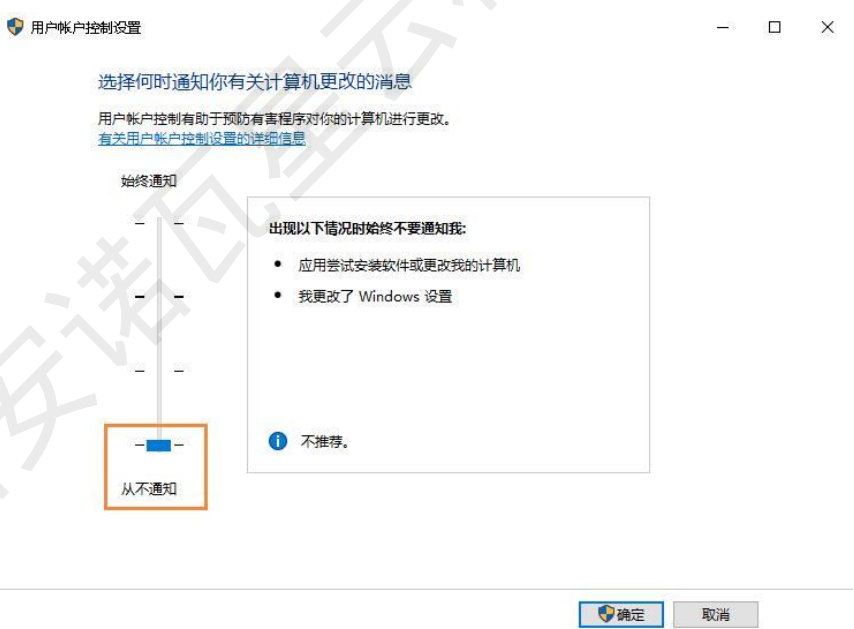 用户帐户控制设置
选择何时通知你有关计算机更改的消息
用户帐户控制有助于预防有害程序对你的计算机进行更改。
有关用户帐户控制设置的详细信息
始终通知
出现以下情况时始终不要通知我:
• 应用尝试安装软件或更改我的计算机
• 我更改了 Windows 设置
不推荐。
从不通知
确定
取消
安诺瓦星云